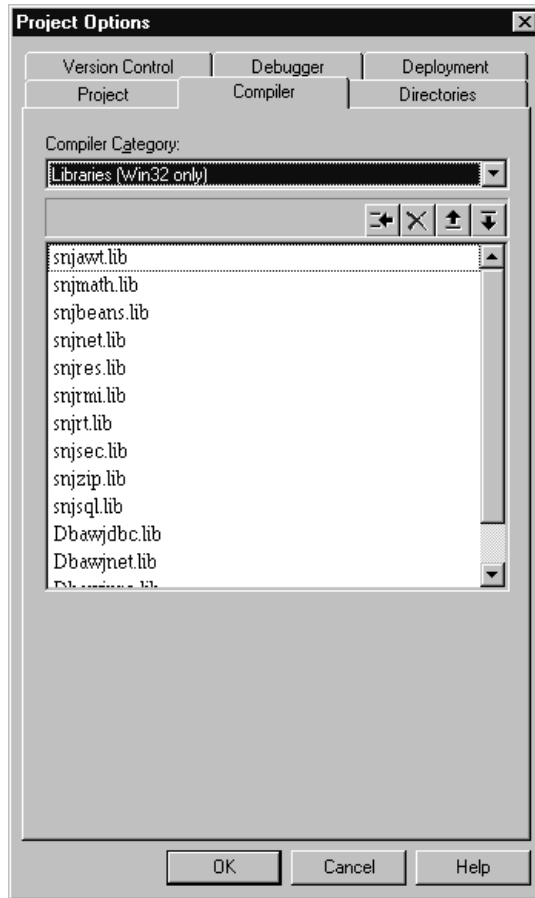 Project Options
Version Control Debugger Deployment
Project Compiler Directories
Compiler Category:
Libraries (Win32 only)
snjawt.lib
snjmath.lib
snjbeans.lib
snjnet.lib
snjres.lib
snjrmi.lib
snjrt.lib
snjsec.lib
snjzip.lib
snjsql.lib
Dbawjdbc.lib
Dbawjnet.lib
OK Cancel Help